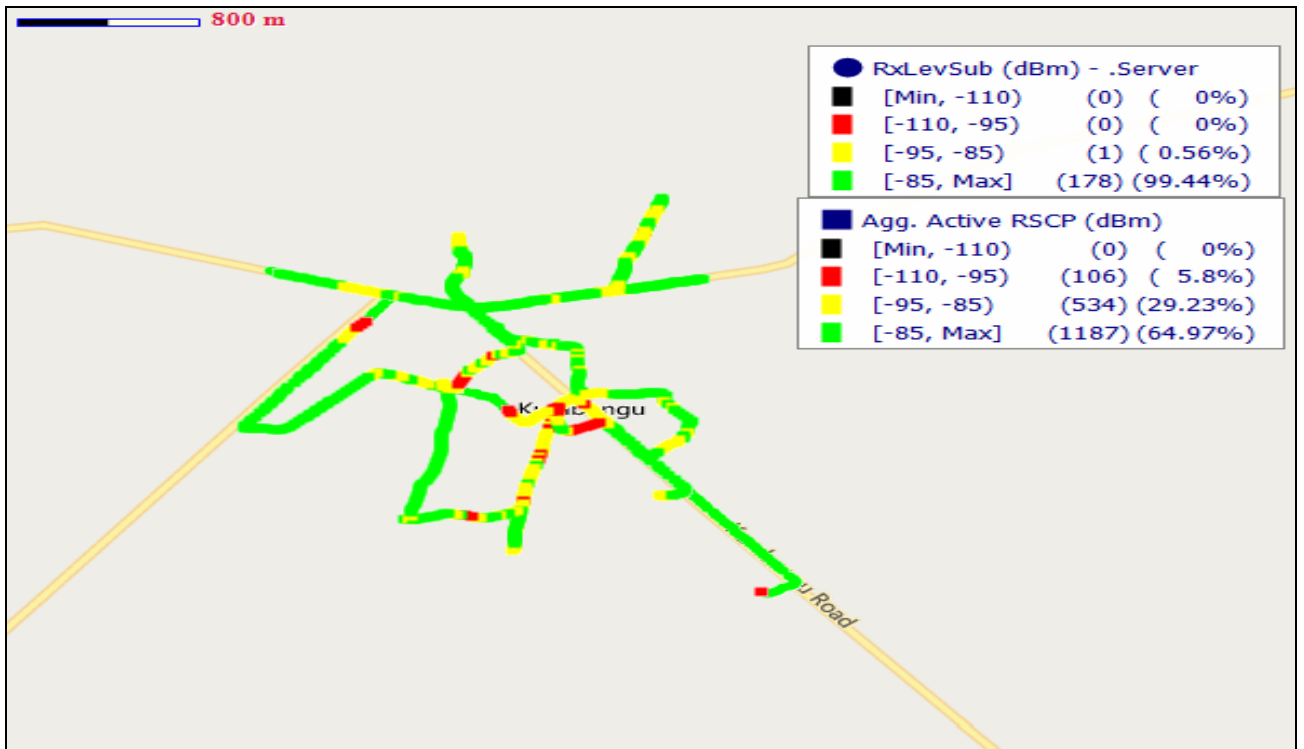 800 m
RxLevSub (dBm) - .Server
[Min, -110) (0) ( 0%)
[-110, -95) (0) ( 0%)
[-95, -85) (1) ( 0.56%)
[-85, Max] (178) (99.44%)
Agg. Active RSCP (dBm)
[Min, -110) (0) ( 0%)
[-110, -95) (106) ( 5.8%)
[-95, -85) (534) (29.23%)
[-85, Max] (1187) (64.97%)
Road